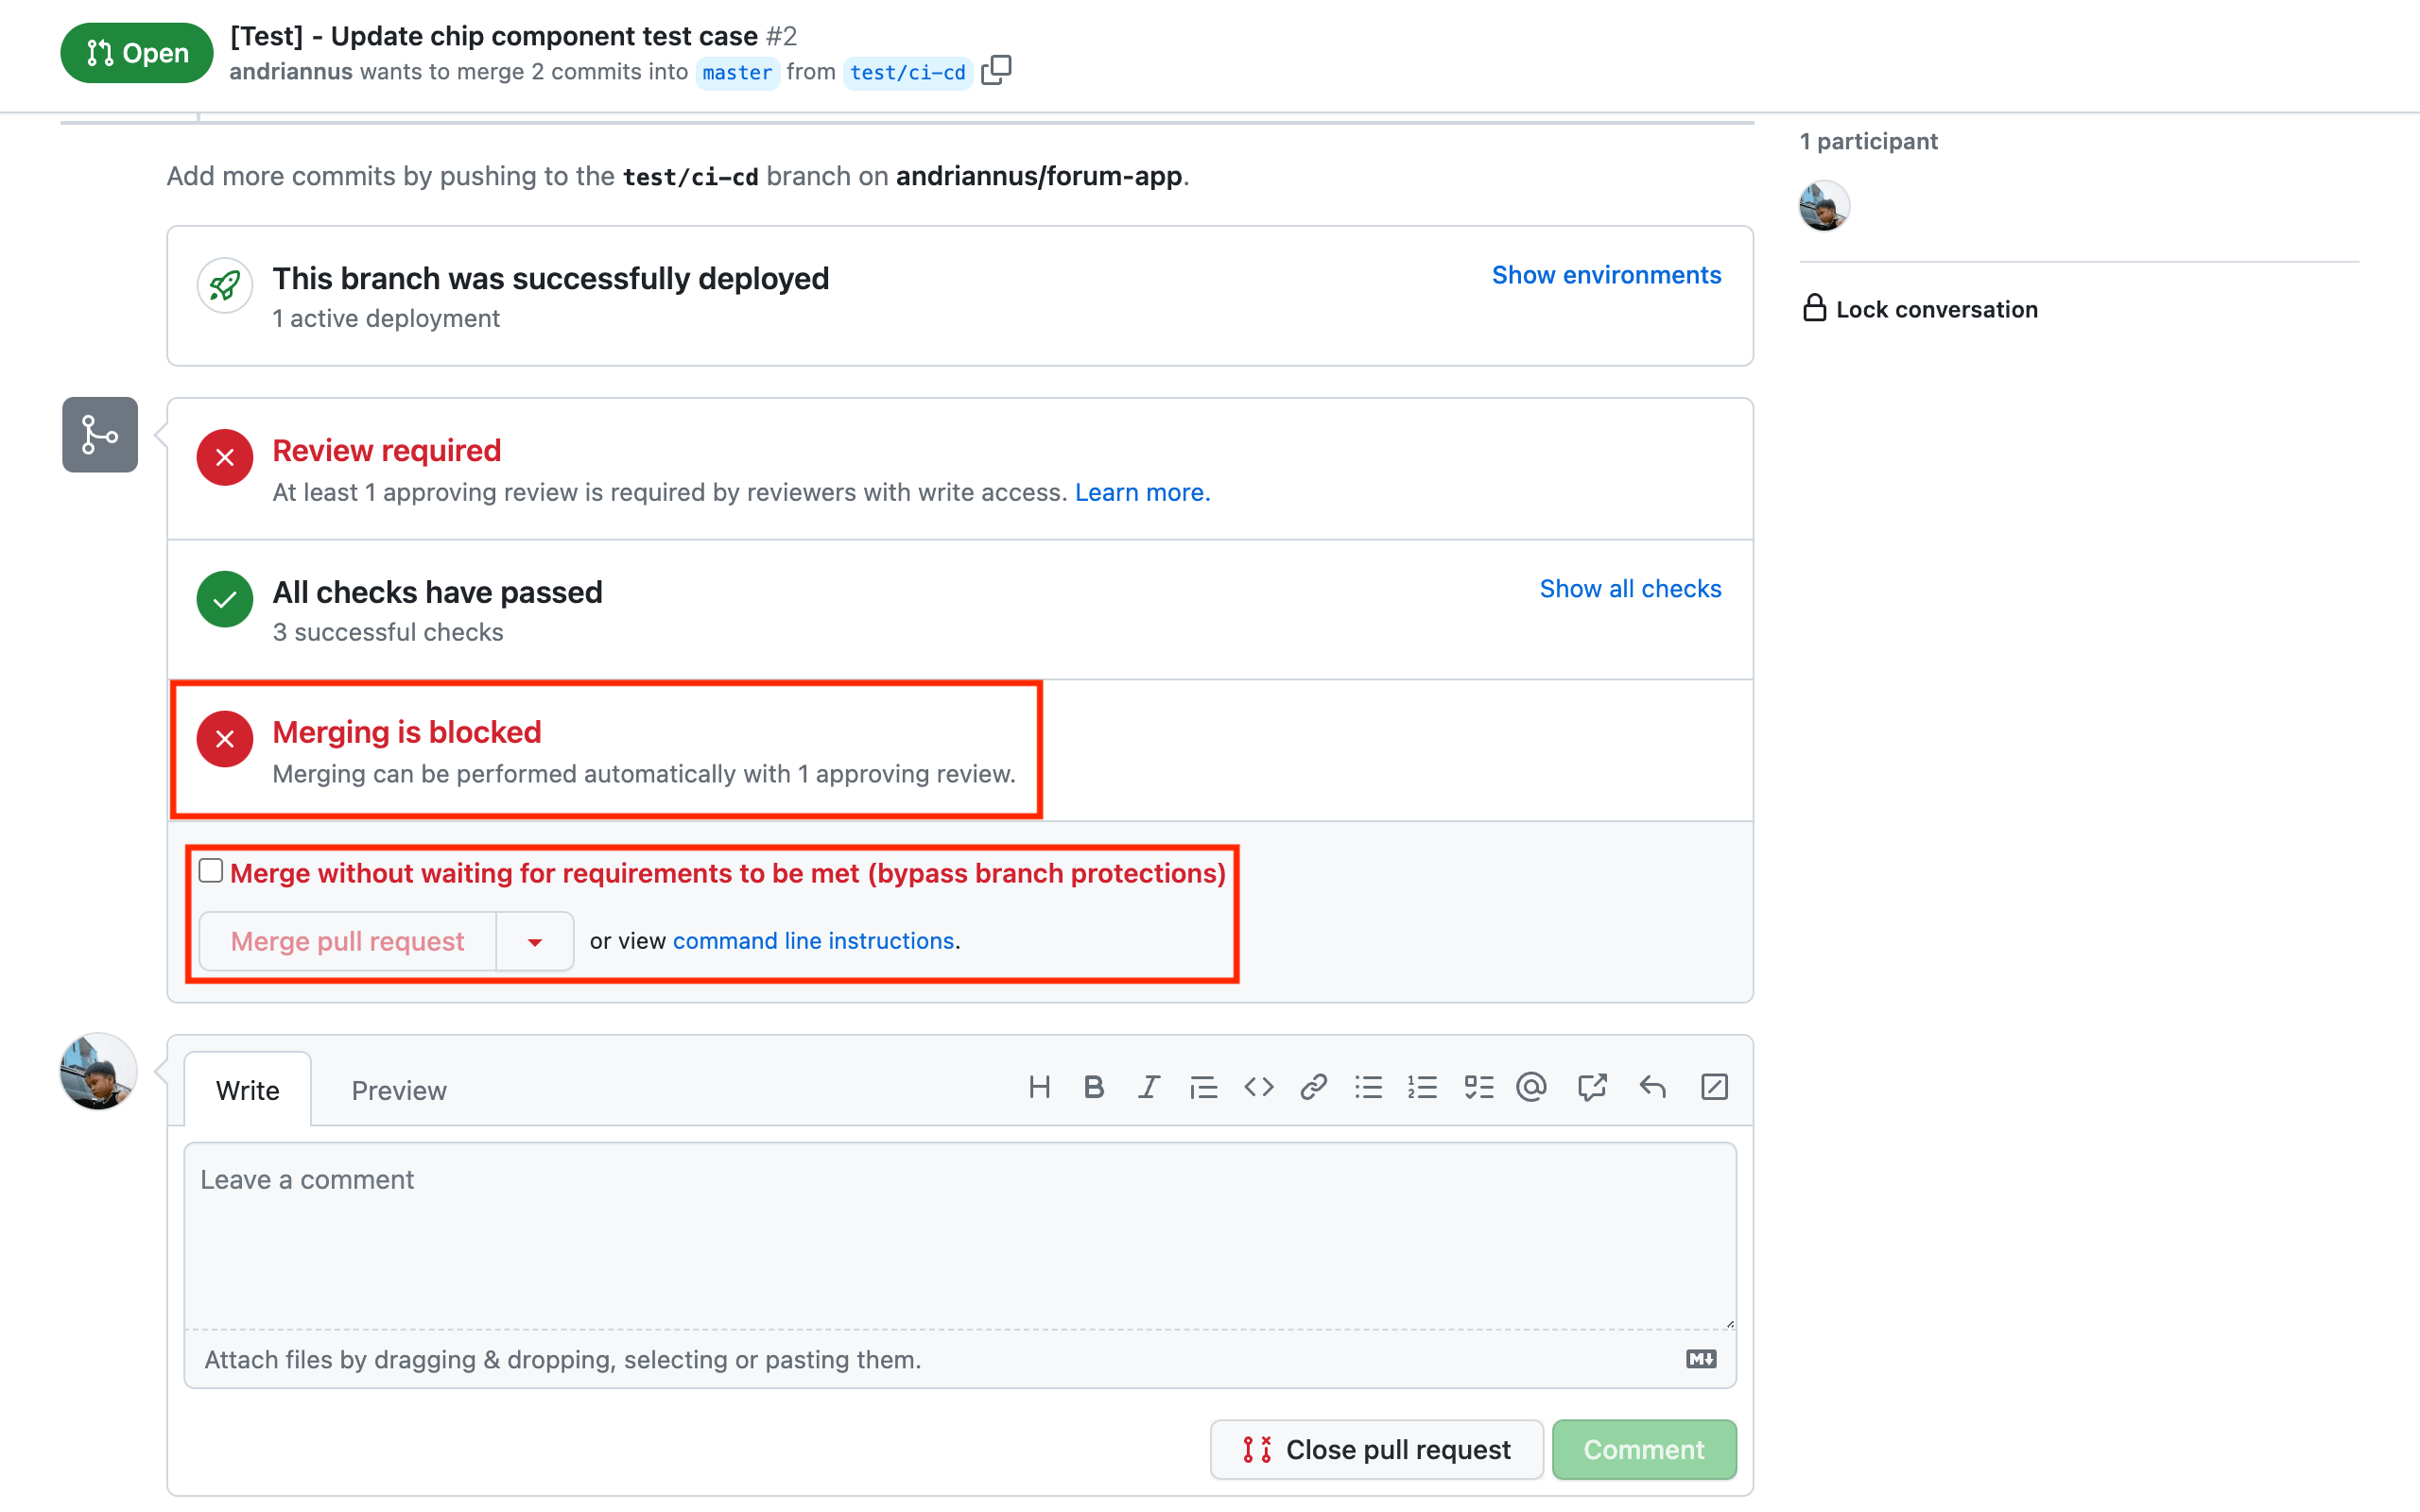 Open
[Test] - Update chip component test case #2
andriannus wants to merge 2 commits into master from test/ci-cd
1 participant
Add more commits by pushing to the test/ci-cd branch on andriannus/forum-app.
This branch was successfully deployed
Show environments
1 active deployment
Lock conversation
Review required
At least 1 approving review is required by reviewers with write access. Learn more.
All checks have passed
Show all checks
3 successful checks
Merging is blocked
Merging can be performed automatically with 1 approving review.
Merge without waiting for requirements to be met (bypass branch protections)
Merge pull request
or view command line instructions.
Write
Preview
Leave a comment
Attach files by dragging & dropping, selecting or pasting them.
Close pull request
Comment